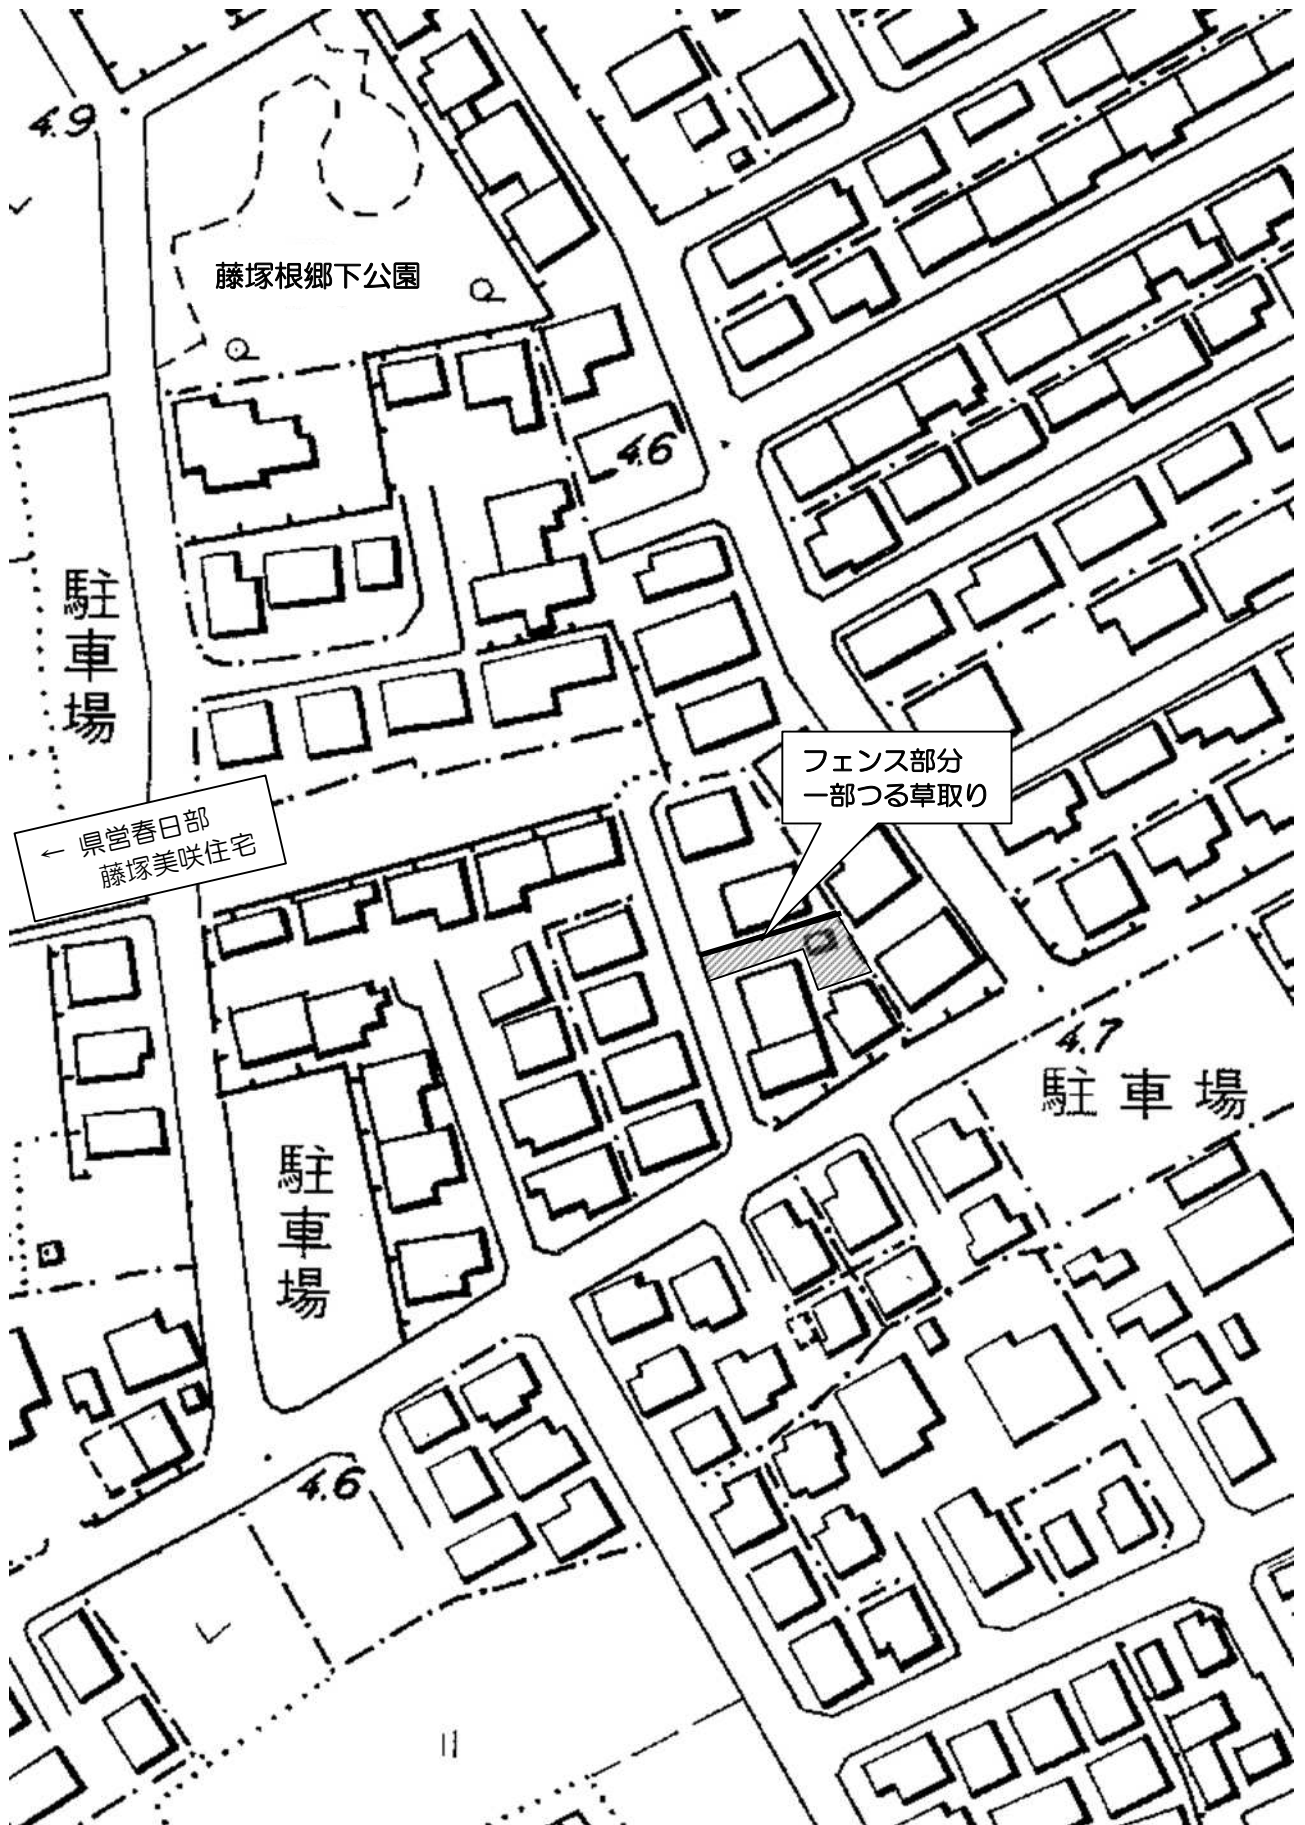 4.9
藤塚根郷下公園
4.6
駐車場
フェンス部分
一部つる草取り
← 県営春日部
藤塚美咲住宅
4.7
駐車場
駐車場
4.6